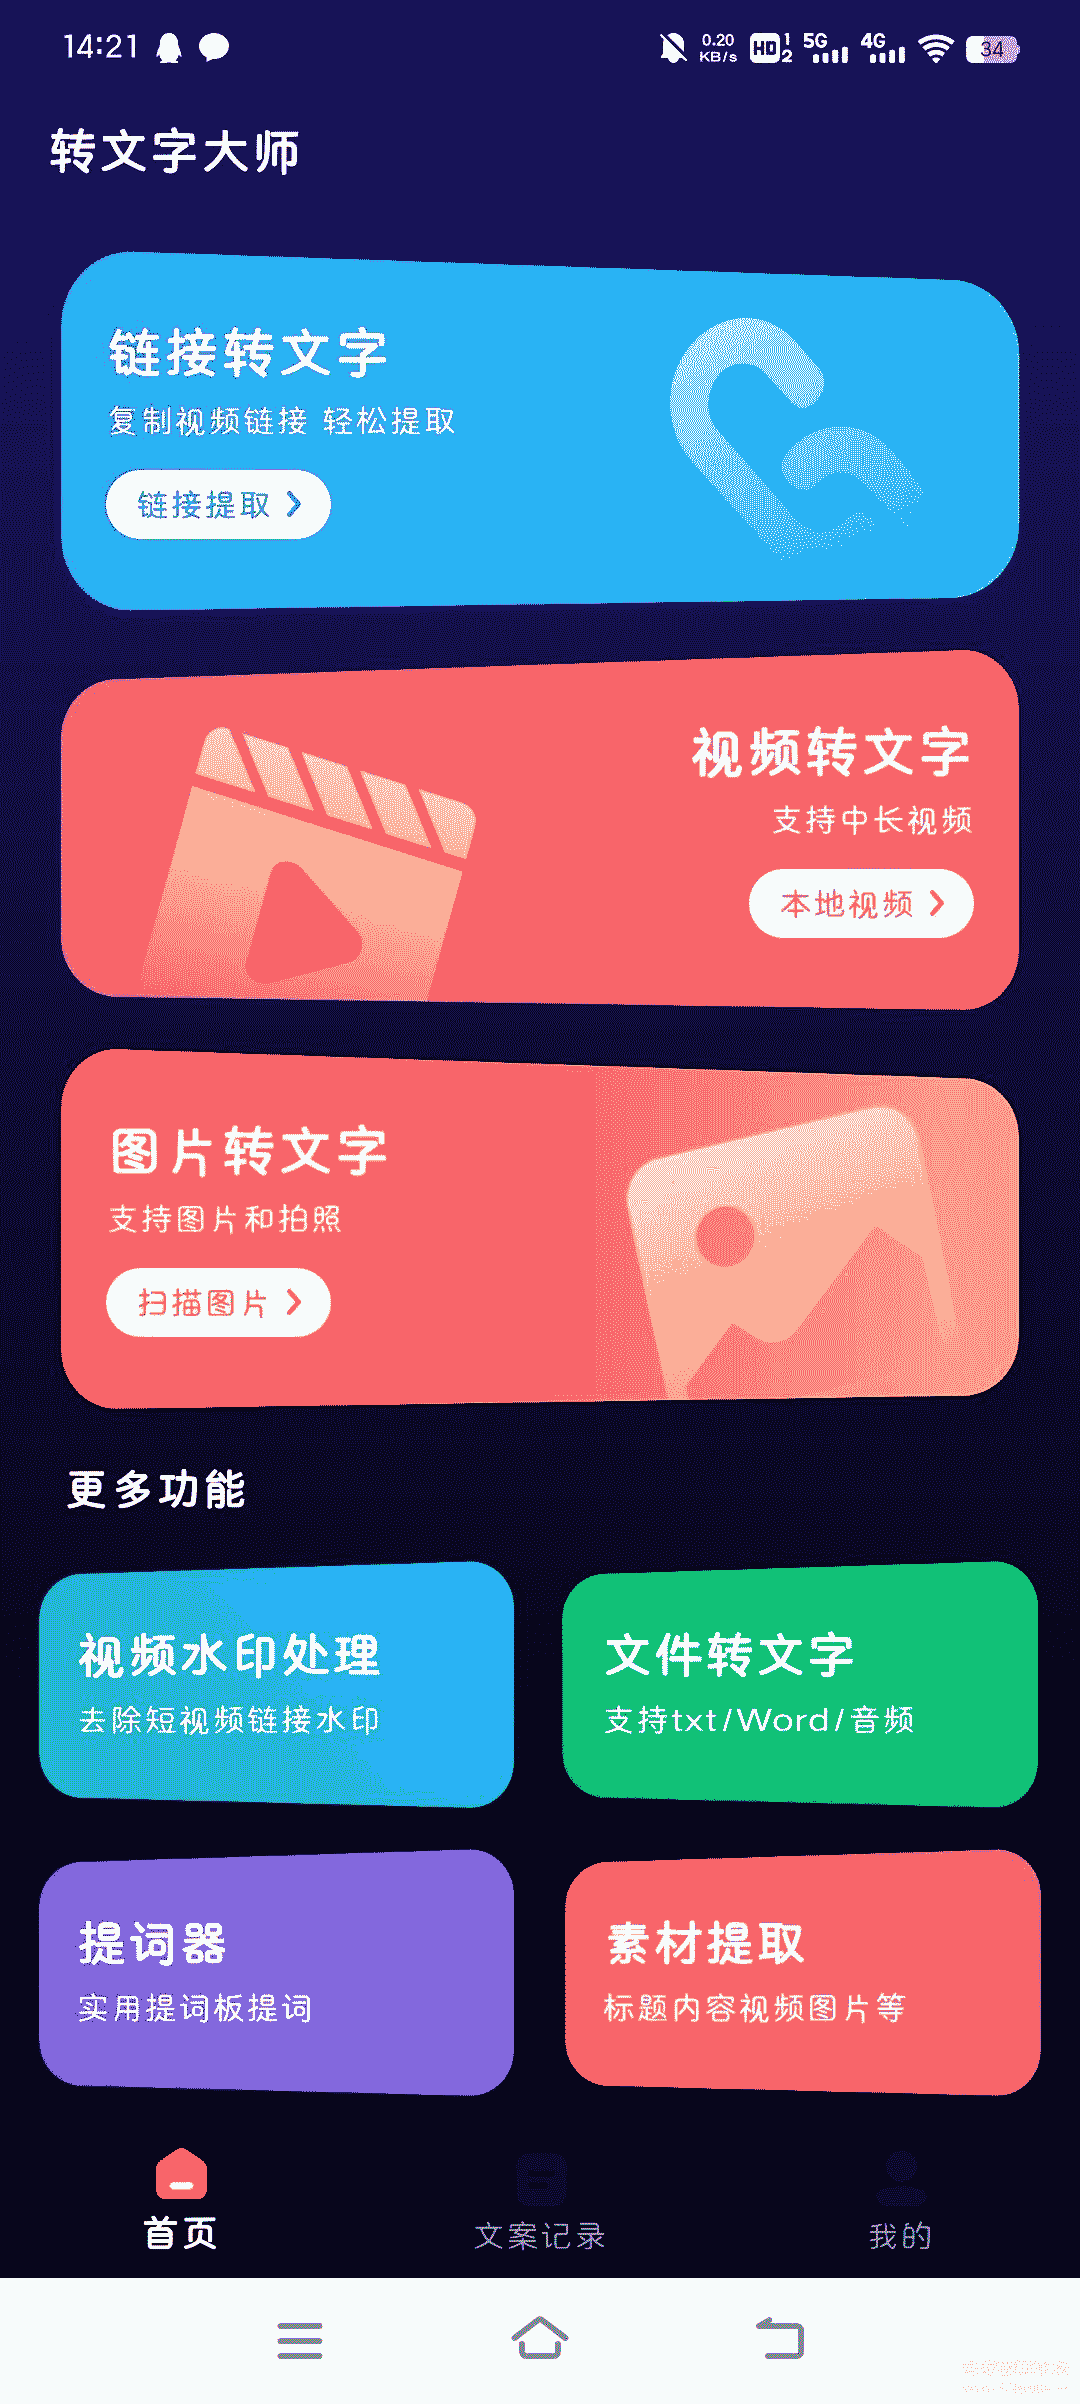 14:21
0.20 KB/s HD 1 2 5G 4G 34
转文字大师
链接转文字
复制视频链接 轻松提取
链接提取
视频转文字
支持中长视频
本地视频
图片转文字
支持图片和拍照
扫描图片
更多功能
视频水印处理
去除短视频链接水印
文件转文字
支持txt/Word/音频
提词器
实用提词板提词
素材提取
标题内容视频图片等
首页
文案记录
我的